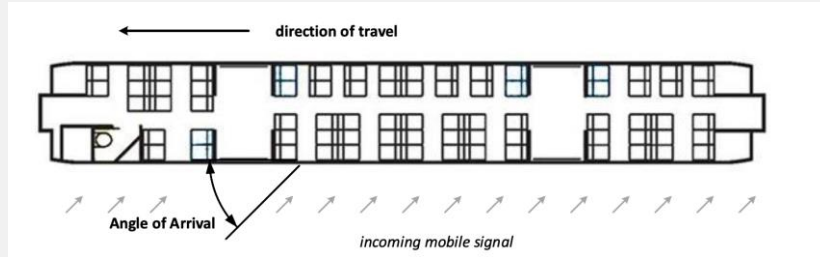 direction of travel
Angle of Arrival
incoming mobile signal